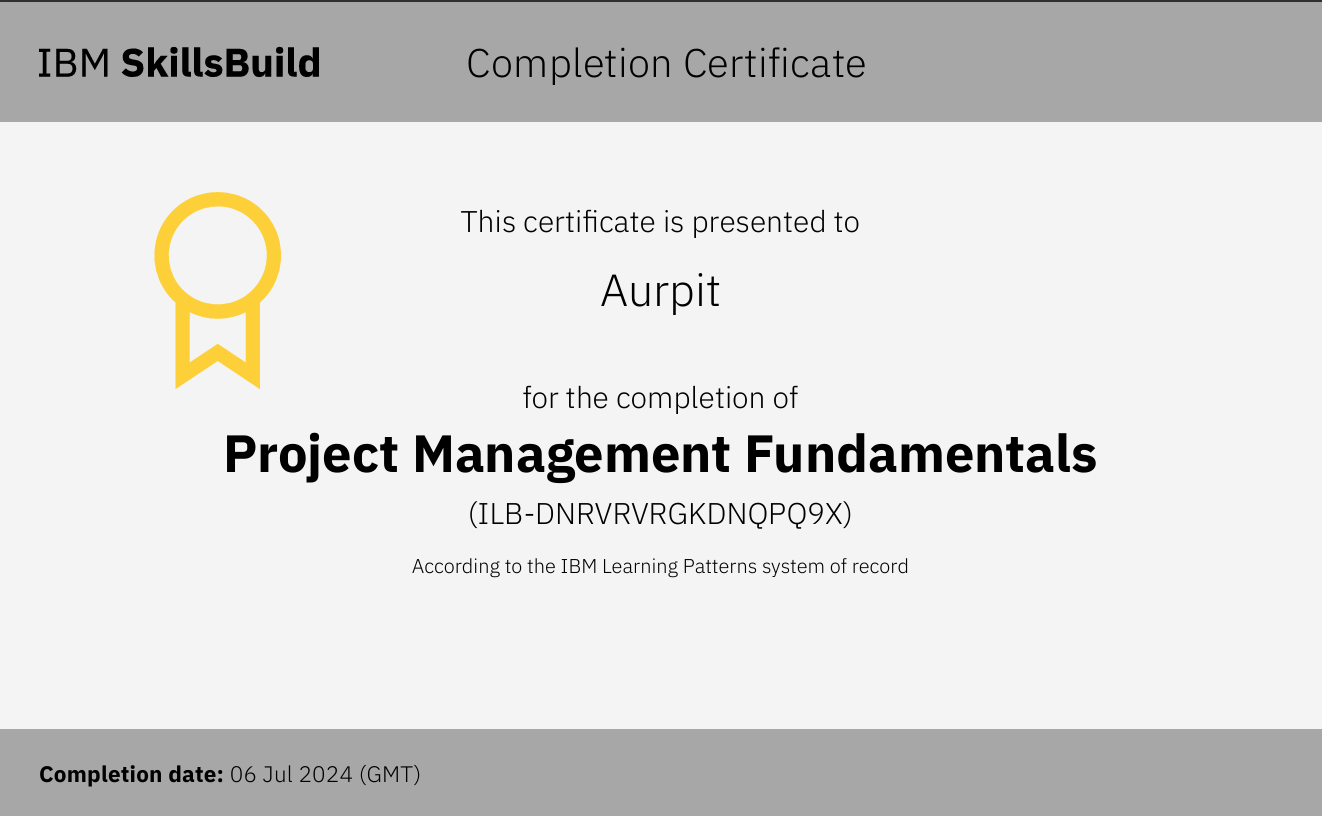 IBM SkillsBuild
Completion Certificate
This certificate is presented to
Aurpit
for the completion of
Project Management Fundamentals
(ILB-DNRVRVRGKDNQPQ9X)
According to the IBM Learning Patterns system of record
Completion date: 06 Jul 2024 (GMT)